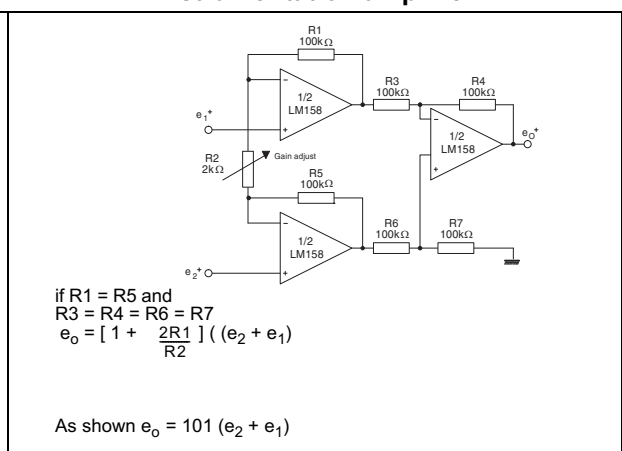 R1
100kΩ
1/2
LM158
e1+
R3
100kΩ
R4
100kΩ
1/2
LM158
eO+
R2
2kΩ
Gain adjust
R5
100kΩ
1/2
LM158
e2+
R6
100kΩ
R7
100kΩ
if R1 = R5 and
R3 = R4 = R6 = R7
eo = [ 1 + 2R1/R2 ] ( (e2 + e1)
As shown eo = 101 (e2 + e1)